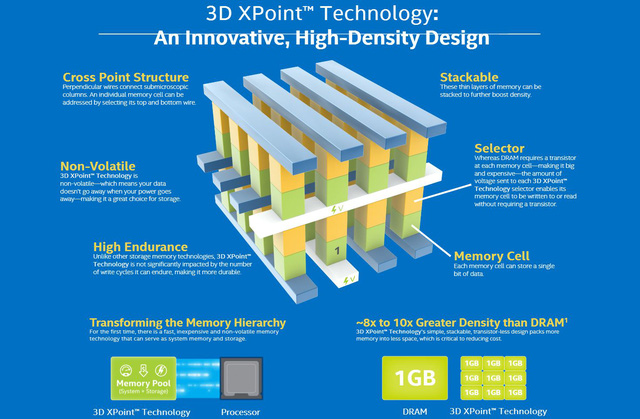 3D XPoint™ Technology:
An Innovative, High-Density Design
Cross Point Structure
Perpendicular wires connect submicroscopic
columns. An individual memory cell can be
addressed by selecting its top and bottom wire.
Stackable
These thin layers of memory can be
stacked to further boost density.
Non-Volatile
3D XPoint™ Technology is
non-volatile—which means your data
doesn't go away when your power goes
away—making it a great choice for storage.
Selector
Whereas DRAM requires a transistor
at each memory cell—making it big
and expensive—the amount of
voltage sent to each 3D XPoint™
Technology selector enables its
memory cell to be written to or read
without requiring a transistor.
High Endurance
Unlike other storage memory technologies, 3D XPoint™
Technology is not significantly impacted by the number
of write cycles it can endure, making it more durable.
Memory Cell
Each memory cell can store a single
bit of data.
V
1
V
Transforming the Memory Hierarchy
For the first time, there is a fast, inexpensive and non-volatile memory
technology that can serve as system memory and storage.
Memory Pool
(System + Storage)
3D XPoint™ Technology
Processor
~8x to 10x Greater Density than DRAM¹
3D XPoint™ Technology's simple, stackable, transistor-less design packs more
memory into less space, which is critical to reducing cost.
1GB
DRAM
1GB 1GB 1GB
1GB 1GB 1GB
1GB 1GB 1GB
3D XPoint™ Technology